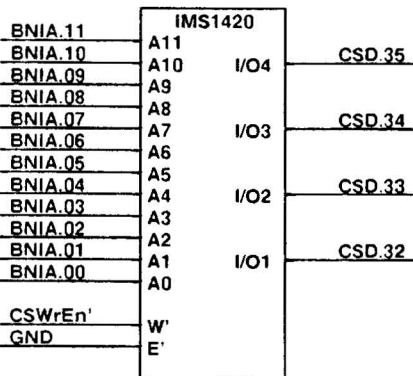 IMS1420
BNIA.11 A11
BNIA.10 A10 I/O4 CSD.35
BNIA.09 A9
BNIA.08 A8
BNIA.07 A7 I/O3 CSD.34
BNIA.06 A6
BNIA.05 A5
BNIA.04 A4 I/O2 CSD.33
BNIA.03 A3
BNIA.02 A2
BNIA.01 A1 I/O1 CSD.32
BNIA.00 A0
CSWrEn' W'
GND E'